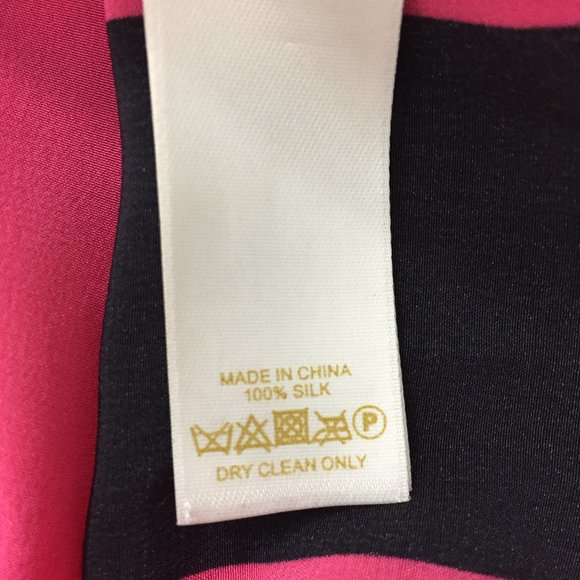 MADE IN CHINA
100% SILK
P
DRY CLEAN ONLY